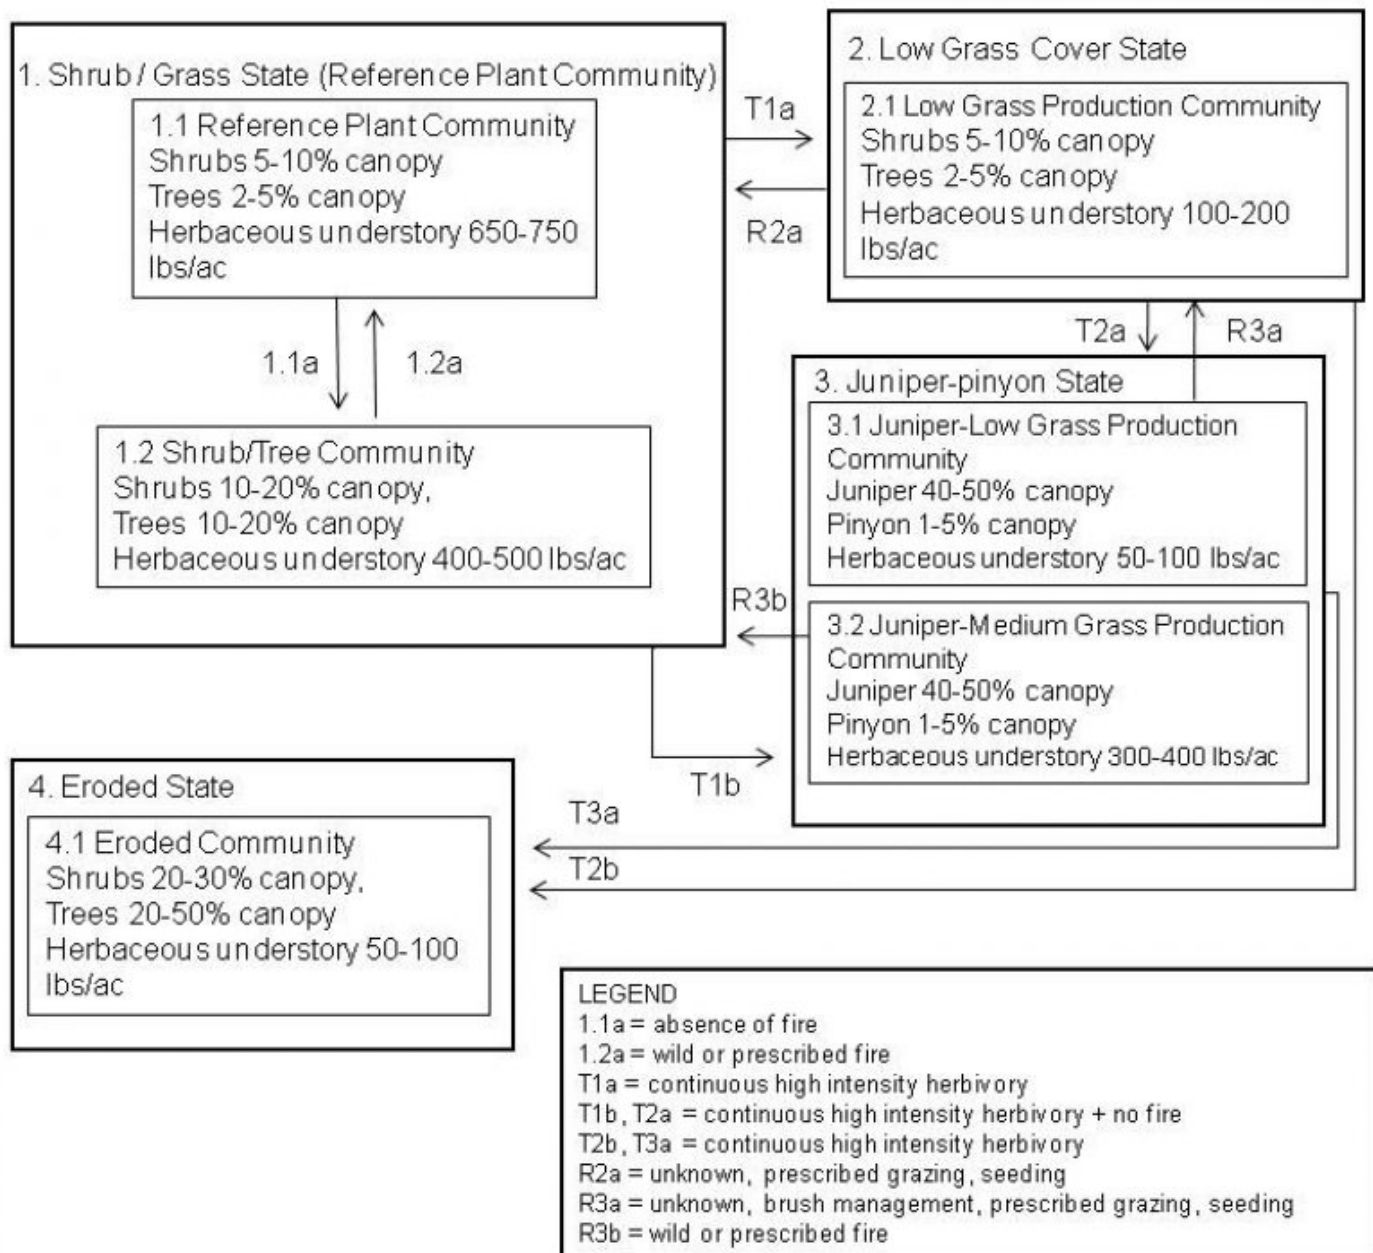 1. Shrub / Grass State (Reference Plant Community)
1.1 Reference Plant Community
Shrubs 5-10% canopy
Trees 2-5% canopy
Herbaceous understory 650-750
lbs/ac
1.1a
1.2a
1.2 Shrub/Tree Community
Shrubs 10-20% canopy,
Trees 10-20% canopy
Herbaceous understory 400-500 lbs/ac
T1a
R2a
2. Low Grass Cover State
2.1 Low Grass Production Community
Shrubs 5-10% canopy
Trees 2-5% canopy
Herbaceous understory 100-200
lbs/ac
T2a
R3a
3. Juniper-pinyon State
3.1 Juniper-Low Grass Production
Community
Juniper 40-50% canopy
Pinyon 1-5% canopy
Herbaceous understory 50-100 lbs/ac
R3b
3.2 Juniper-Medium Grass Production
Community
Juniper 40-50% canopy
Pinyon 1-5% canopy
Herbaceous understory 300-400 lbs/ac
T1b
T3a
T2b
4. Eroded State
4.1 Eroded Community
Shrubs 20-30% canopy,
Trees 20-50% canopy
Herbaceous understory 50-100
lbs/ac
LEGEND
1.1a = absence of fire
1.2a = wild or prescribed fire
T1a = continuous high intensity herbivory
T1b, T2a = continuous high intensity herbivory + no fire
T2b, T3a = continuous high intensity herbivory
R2a = unknown, prescribed grazing, seeding
R3a = unknown, brush management, prescribed grazing, seeding
R3b = wild or prescribed fire